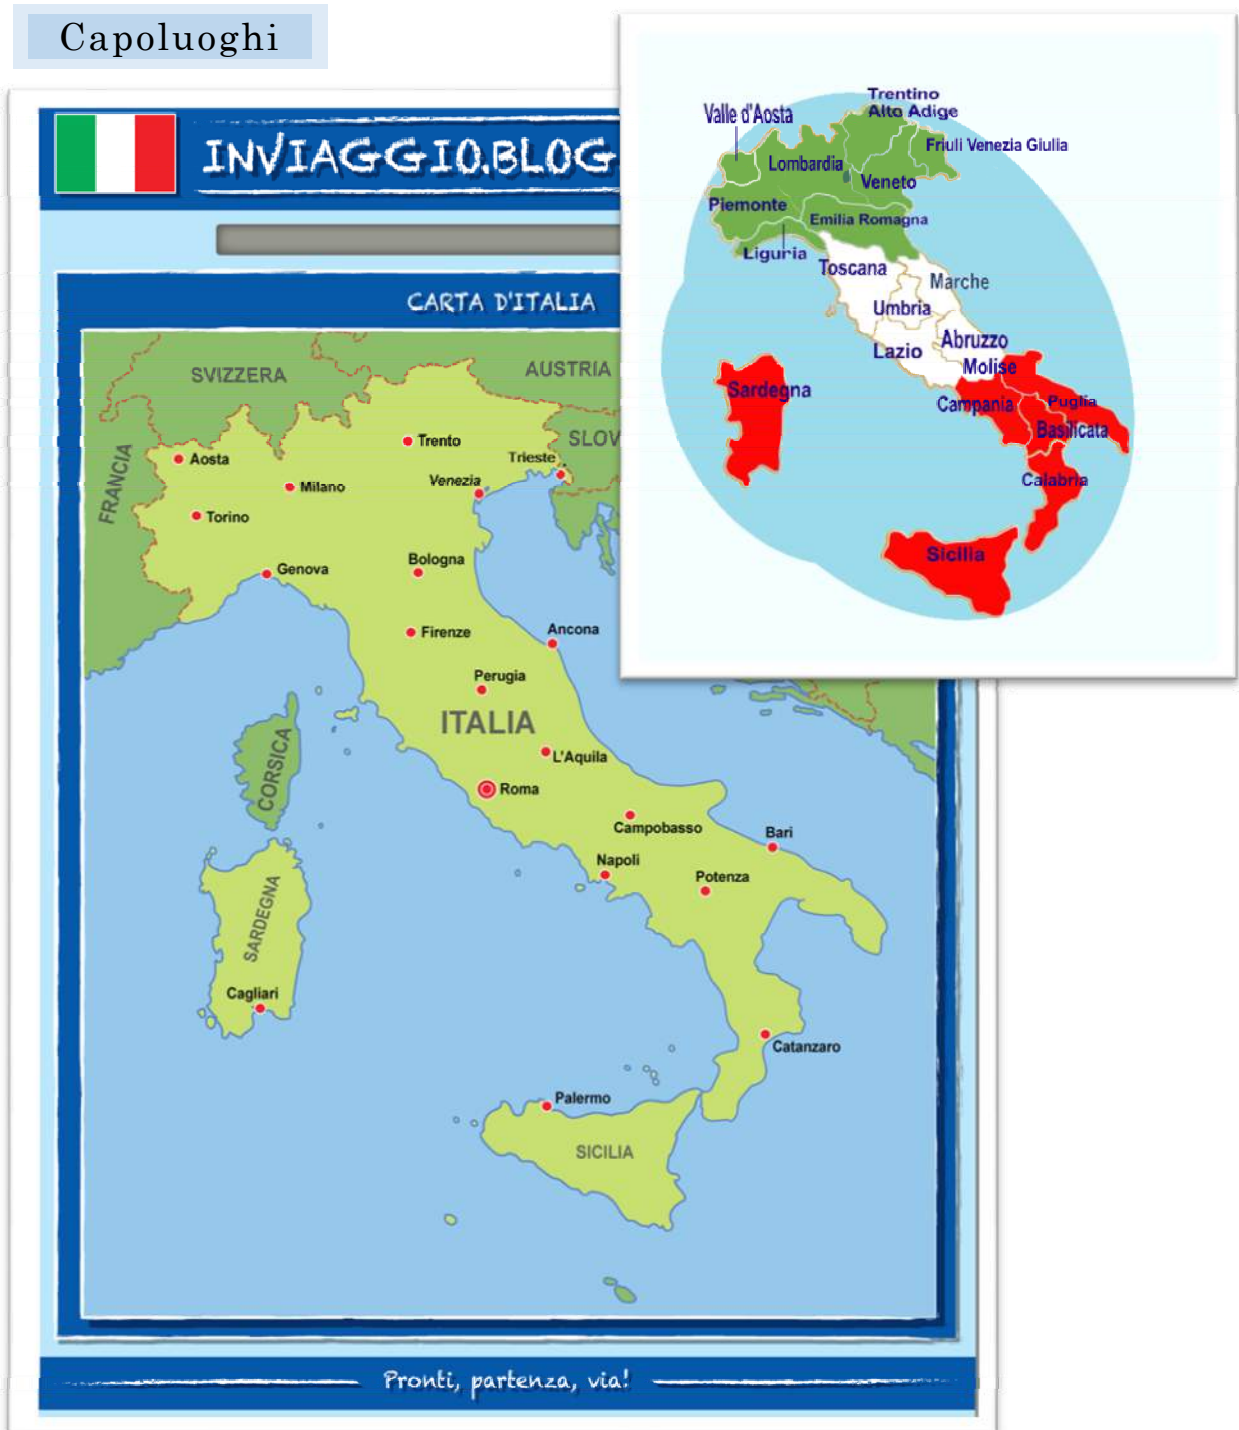 Capoluoghi
INVIAGGIO.BLOG
CARTA D'ITALIA
SVIZZERA
AUSTRIA
SLOV
FRANCIA
Trento
Trieste
Aosta
Milano
Venezia
Torino
Genova
Bologna
Firenze
Ancona
Perugia
ITALIA
L'Aquila
Roma
CORSICA
Campobasso
Bari
Napoli
Potenza
SARDEGNA
Cagliari
Catanzaro
Palermo
SICILIA
Pronti, partenza, via!
Trentino
Alto Adige
Valle d'Aosta
Friuli Venezia Giulia
Lombardia
Veneto
Piemonte
Emilia Romagna
Liguria
Toscana
Marche
Umbria
Abruzzo
Lazio
Molise
Sardegna
Campania
Puglia
Basilicata
Calabria
Sicilia